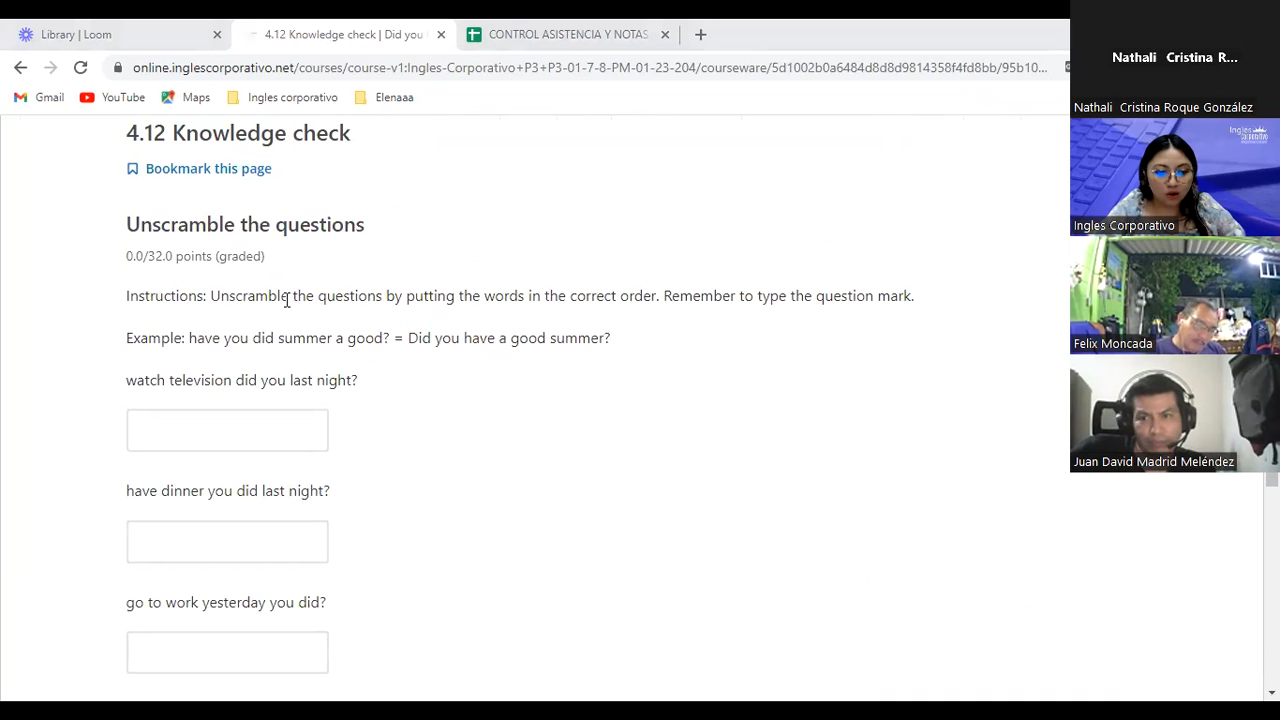 Library | Loom
4.12 Knowledge check | Did you
CONTROL ASISTENCIA Y NOTAS
online.inglescorporativo.net/courses/course-v1:Ingles-Corporativo+P3+P3-01-7-8-PM-01-23-204/courseware/5d1002b0a6484d8d8d9814358f4fd8bb/95b10...
Gmail
YouTube
Maps
Ingles corporativo
Elenaaa
4.12 Knowledge check
Bookmark this page
Unscramble the questions
0.0/32.0 points (graded)
Instructions: Unscramble the questions by putting the words in the correct order. Remember to type the question mark.
Example: have you did summer a good? = Did you have a good summer?
watch television did you last night?
have dinner you did last night?
go to work yesterday you did?
Nathali Cristina R...
Nathali Cristina Roque González
Ingles
Ingles Corporativo
Felix Moncada
Juan David Madrid Meléndez